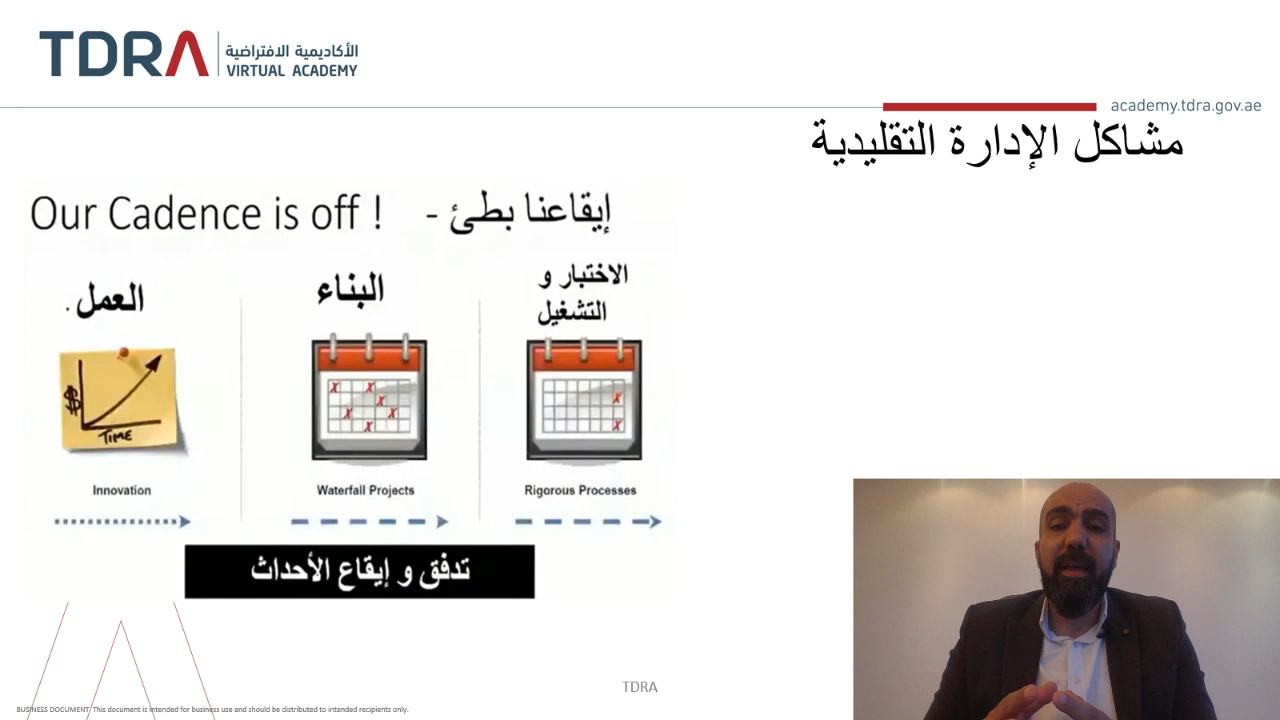 TDRA
الأكاديمية الافتراضية
VIRTUAL ACADEMY
academy.tdra.gov.ae
مشاكل الإدارة التقليدية
Our Cadence is off ! - إيقاعنا بطئ
العمل.
البناء
الاختبار و
التشغيل
$
TIME
X X X X X X
X X
Innovation
Waterfall Projects
Rigorous Processes
تدفق و إيقاع الأحداث
TDRA
BUSINESS DOCUMENT This document is intended for business use and should be distributed to intended recipients only.